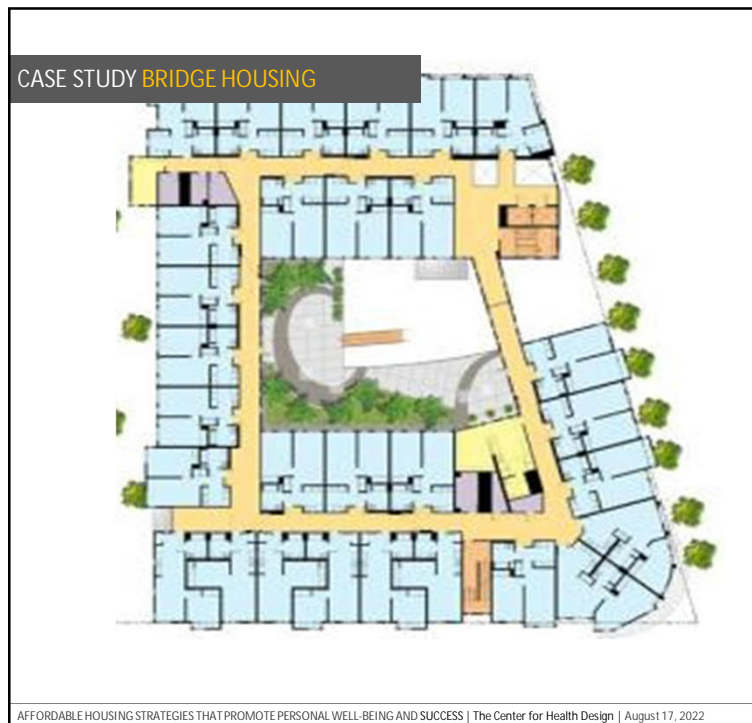 CASE STUDY BRIDGE HOUSING
AFFORDABLE HOUSING STRATEGIES THAT PROMOTE PERSONAL WELL-BEING AND SUCCESS | The Center for Health Design | August 17, 2022